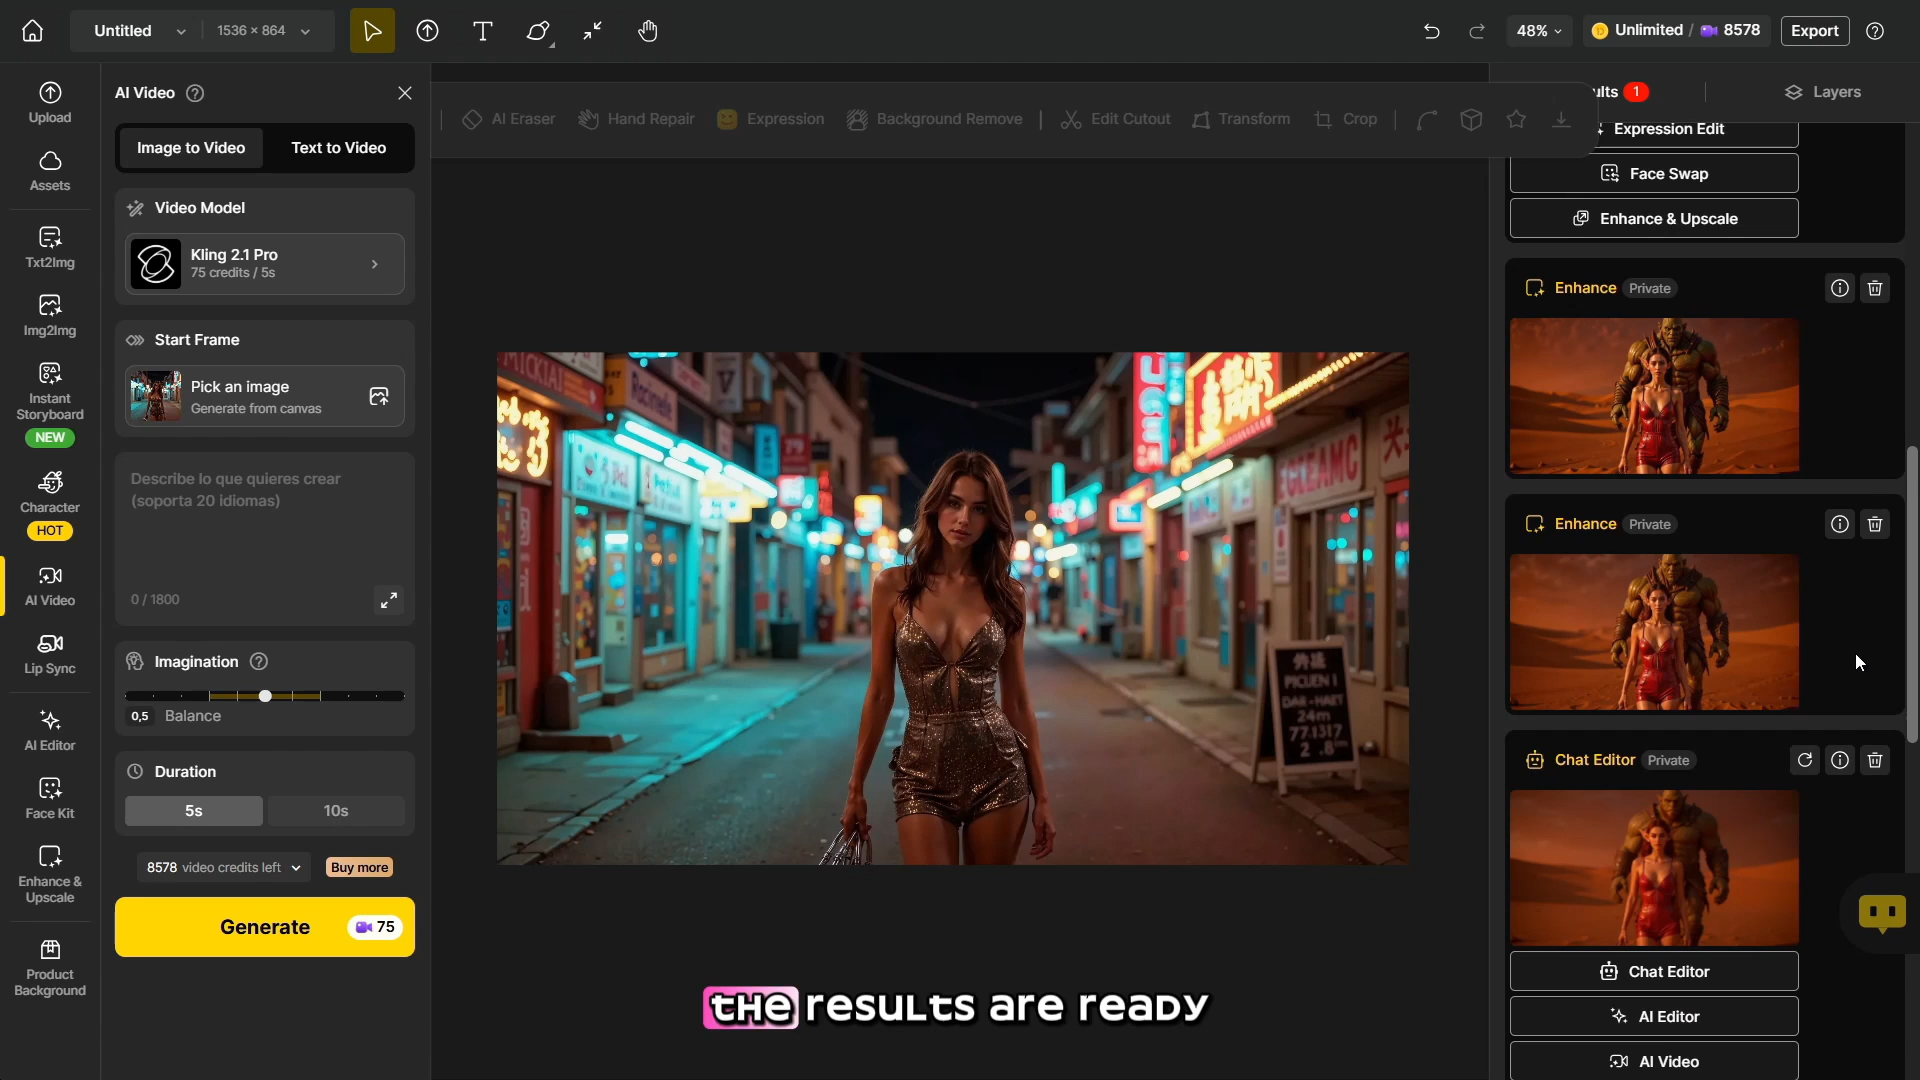 Untitled
1536 × 864
48%
Unlimited / 8578
Export
Upload
Assets
Txt2Img
Img2Img
Instant
Storyboard
NEW
Character
HOT
AI Video
Lip Sync
AI Editor
Face Kit
Enhance &
Upscale
Product
Background
AI Video
Image to Video
Text to Video
Video Model
Kling 2.1 Pro
75 credits / 5s
Start Frame
Pick an image
Generate from canvas
Describe lo que quieres crear
(soporta 20 idiomas)
0 / 1800
Imagination
0,5 Balance
Duration
5s
10s
8578 video credits left
Buy more
Generate
75
AI Eraser
Hand Repair
Expression
Background Remove
Edit Cutout
Transform
Crop
ults 1
Layers
Expression Edit
Face Swap
Enhance & Upscale
Enhance Private
Enhance Private
Chat Editor Private
Chat Editor
AI Editor
AI Video
the results are ready